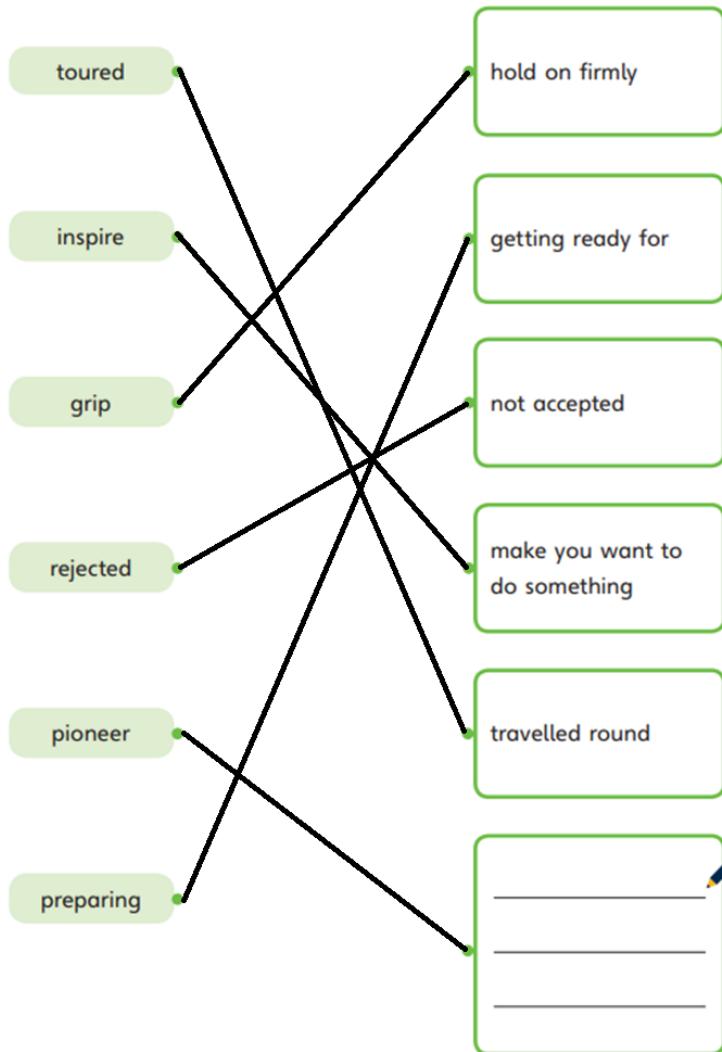 toured
hold on firmly
inspire
getting ready for
grip
not accepted
rejected
make you want to
do something
pioneer
travelled round
preparing